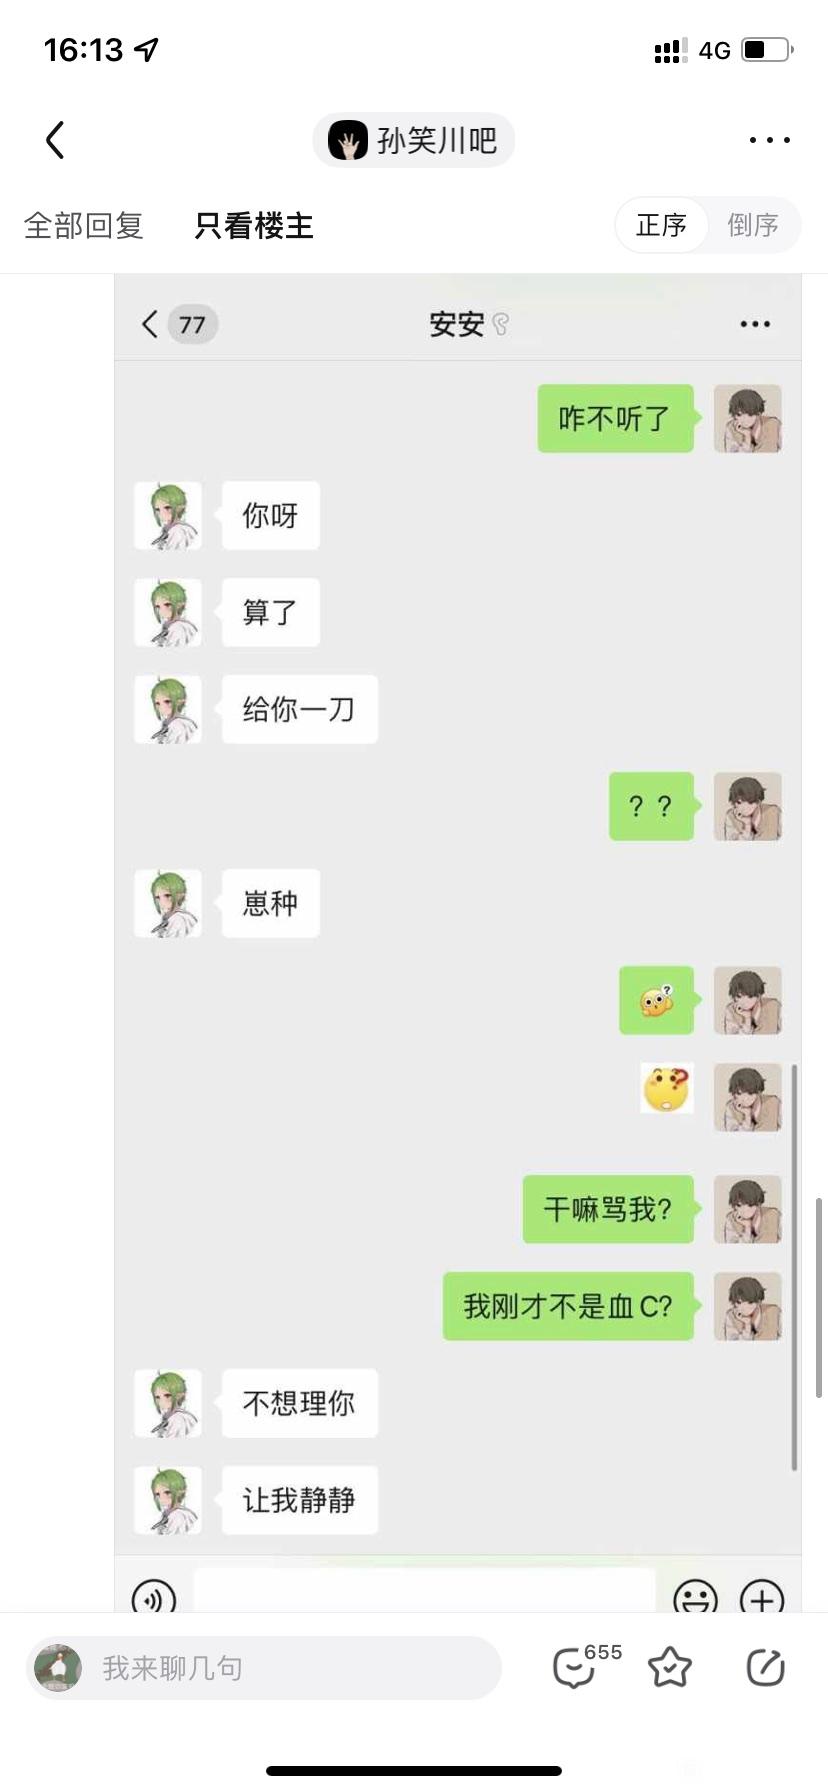 16:13
4G
孙笑川吧
全部回复
只看楼主
正序
倒序
77
安安
咋不听了
你呀
算了
给你一刀
？？
崽种
干嘛骂我?
我刚才不是血C?
不想理你
让我静静
我来聊几句
655